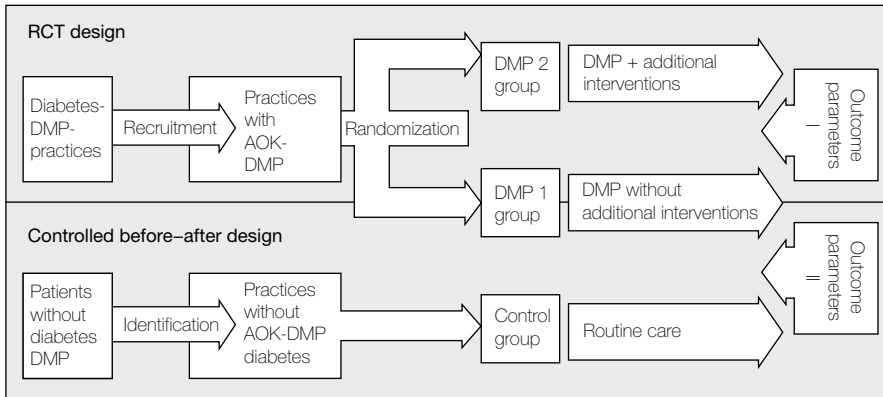 RCT design
Diabetes-
DMP-
practices
Recruitment
Practices
with
AOK-
DMP
Randomization
DMP 2
group
DMP + additional
interventions
Outcome
parameters
I
DMP 1
group
DMP without
additional interventions
Controlled before–after design
Patients
without
diabetes
DMP
Identification
Practices
without
AOK-DMP
diabetes
Control
group
Routine care
Outcome
parameters
II